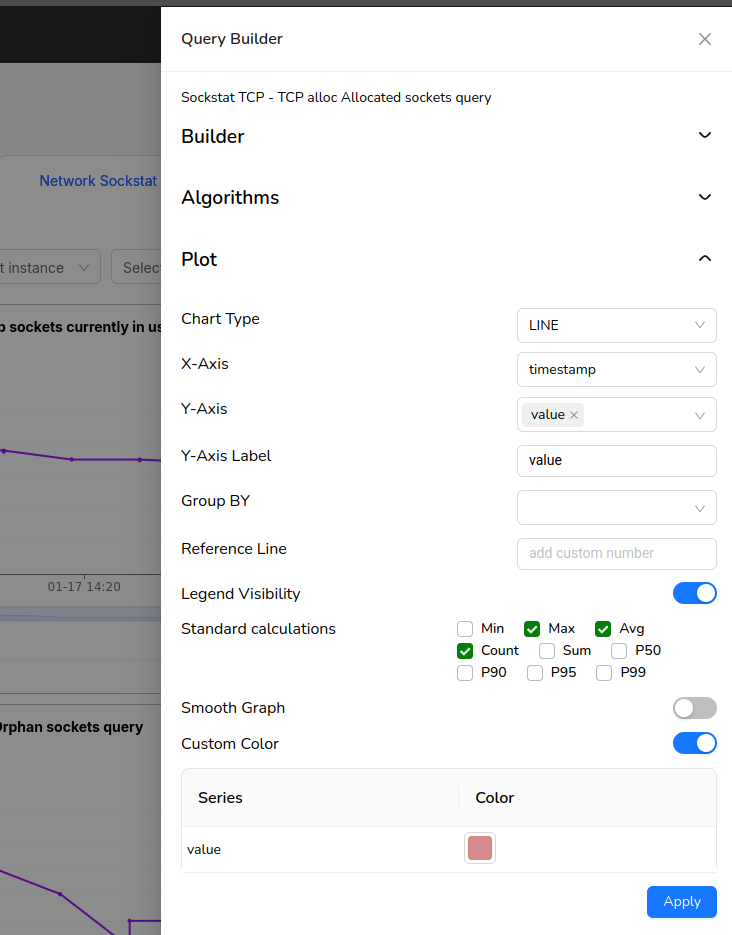 Query Builder
Sockstat TCP - TCP alloc Allocated sockets query
Builder
Network Sockstat
Algorithms
t instance
Selec
Plot
Chart Type
LINE
sockets currently in us
X-Axis
timestamp
Y-Axis
value
Y-Axis Label
value
Group BY
Reference Line
add custom number
01-17 14:20
Legend Visibility
Standard calculations
Min Max Avg
Count Sum P50
P90 P95 P99
Smooth Graph
Orphan sockets query
Custom Color
Series Color
value
Apply